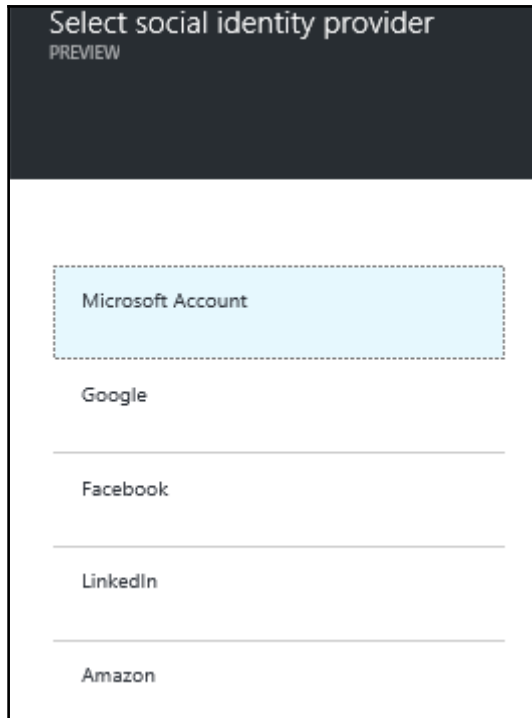 Select social identity provider
PREVIEW
Microsoft Account
Google
Facebook
LinkedIn
Amazon